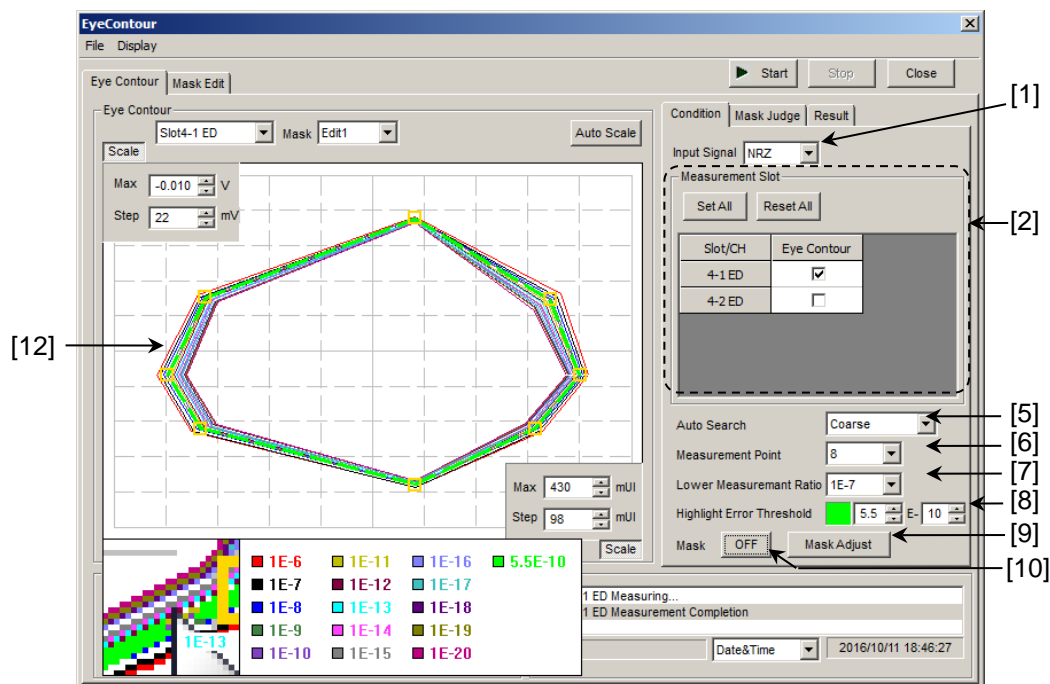 EyeContour
File Display
Start Stop Close
Eye Contour Mask Edit
[1]
Eye Contour
Condition Mask Judge Result
Slot4-1 ED Mask Edit1 Auto Scale
Scale
Input Signal NRZ
Max -0.010 V
Measurement Slot
Step 22 mV
Set All Reset All
[2]
Slot/CH Eye Contour
4-1 ED
4-2 ED
[12]
Auto Search Coarse
[5]
Measurement Point 8
[6]
Lower Measuremant Ratio 1E-7
[7]
Max 430 mUI
Highlight Error Threshold 5.5 E- 10
[8]
Step 98 mUI
Mask OFF Mask Adjust
[9]
Scale
[10]
1E-6 1E-11 1E-16 5.5E-10
1E-7 1E-12 1E-17
1E-8 1E-13 1E-18
1E-9 1E-14 1E-19
1E-10 1E-15 1E-20
1E-13
1 ED Measuring...
1 ED Measurement Completion
Date&Time 2016/10/11 18:46:27